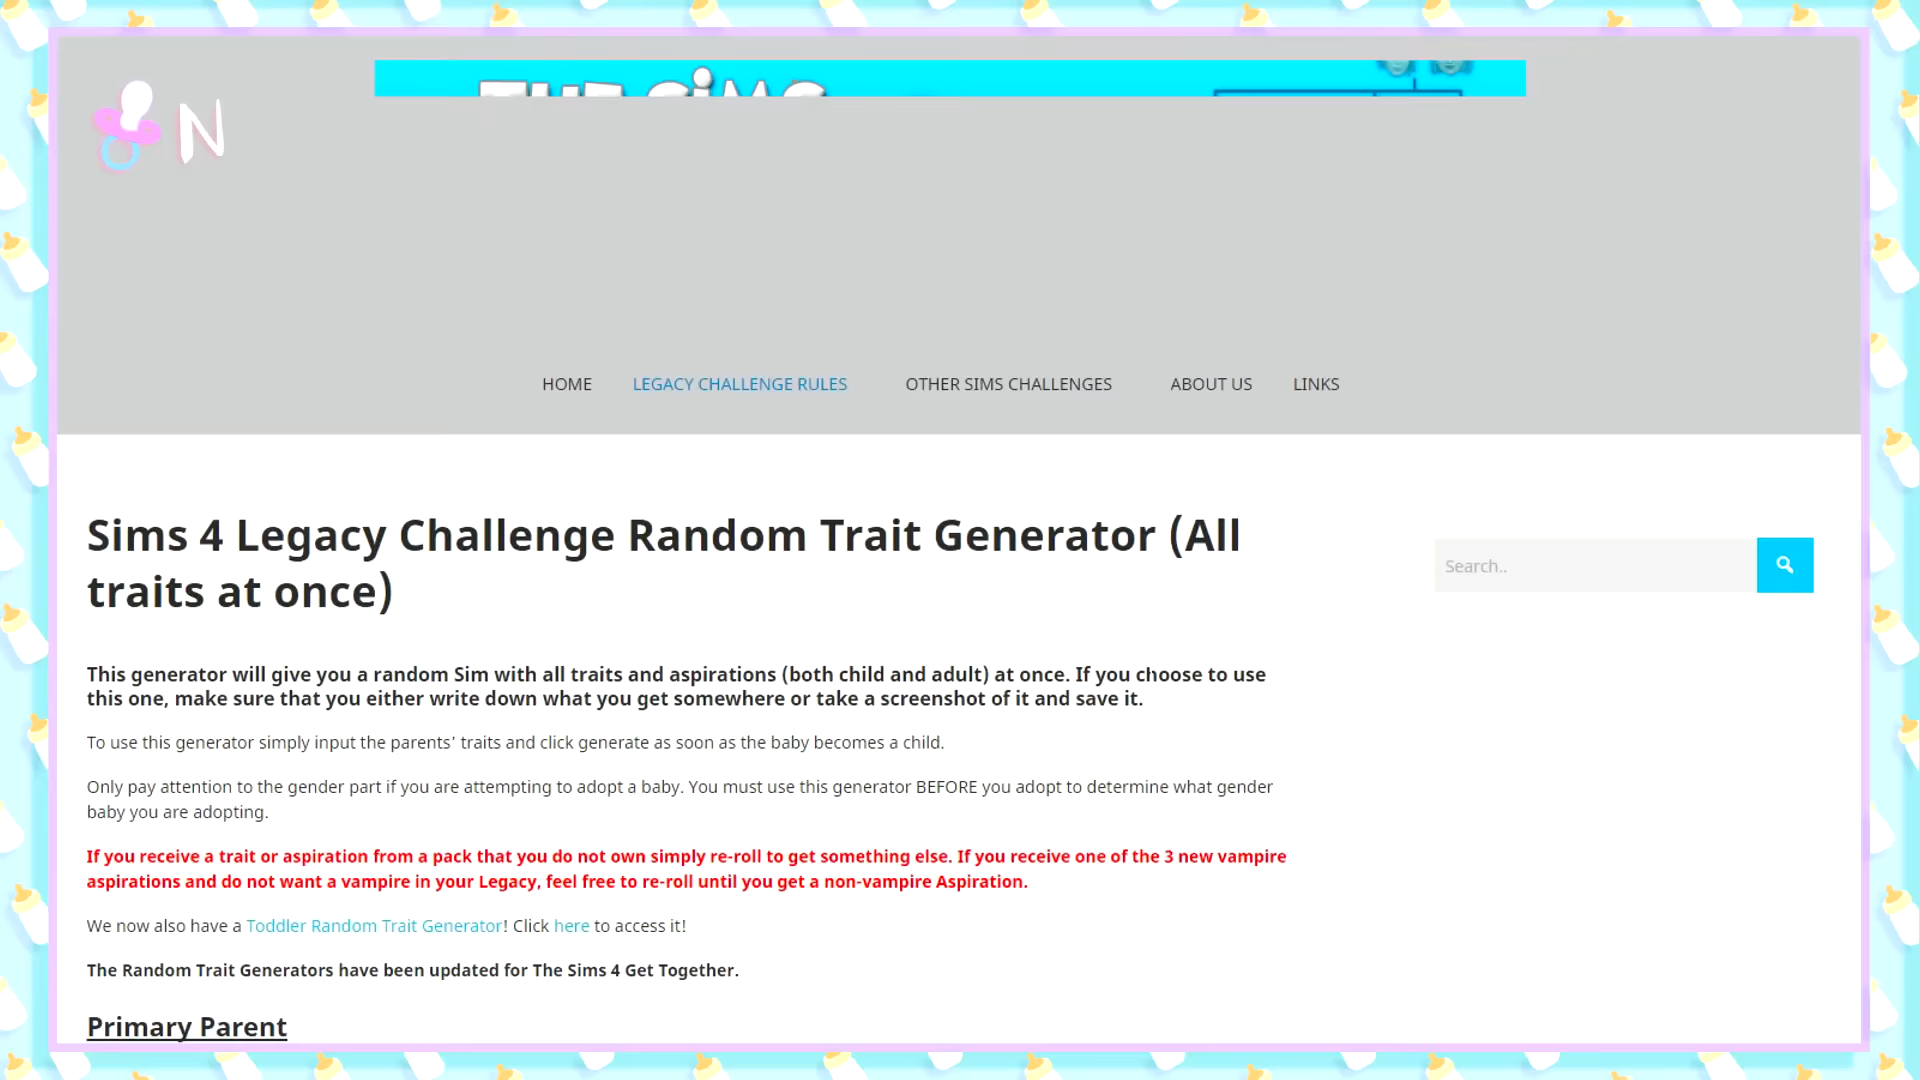 THE SiMS
N
HOME LEGACY CHALLENGE RULES OTHER SIMS CHALLENGES ABOUT US LINKS
Sims 4 Legacy Challenge Random Trait Generator (All
traits at once)
Search..
This generator will give you a random Sim with all traits and aspirations (both child and adult) at once. If you choose to use
this one, make sure that you either write down what you get somewhere or take a screenshot of it and save it.
To use this generator simply input the parents' traits and click generate as soon as the baby becomes a child.
Only pay attention to the gender part if you are attempting to adopt a baby. You must use this generator BEFORE you adopt to determine what gender
baby you are adopting.
If you receive a trait or aspiration from a pack that you do not own simply re-roll to get something else. If you receive one of the 3 new vampire
aspirations and do not want a vampire in your Legacy, feel free to re-roll until you get a non-vampire Aspiration.
We now also have a Toddler Random Trait Generator! Click here to access it!
The Random Trait Generators have been updated for The Sims 4 Get Together.
Primary Parent